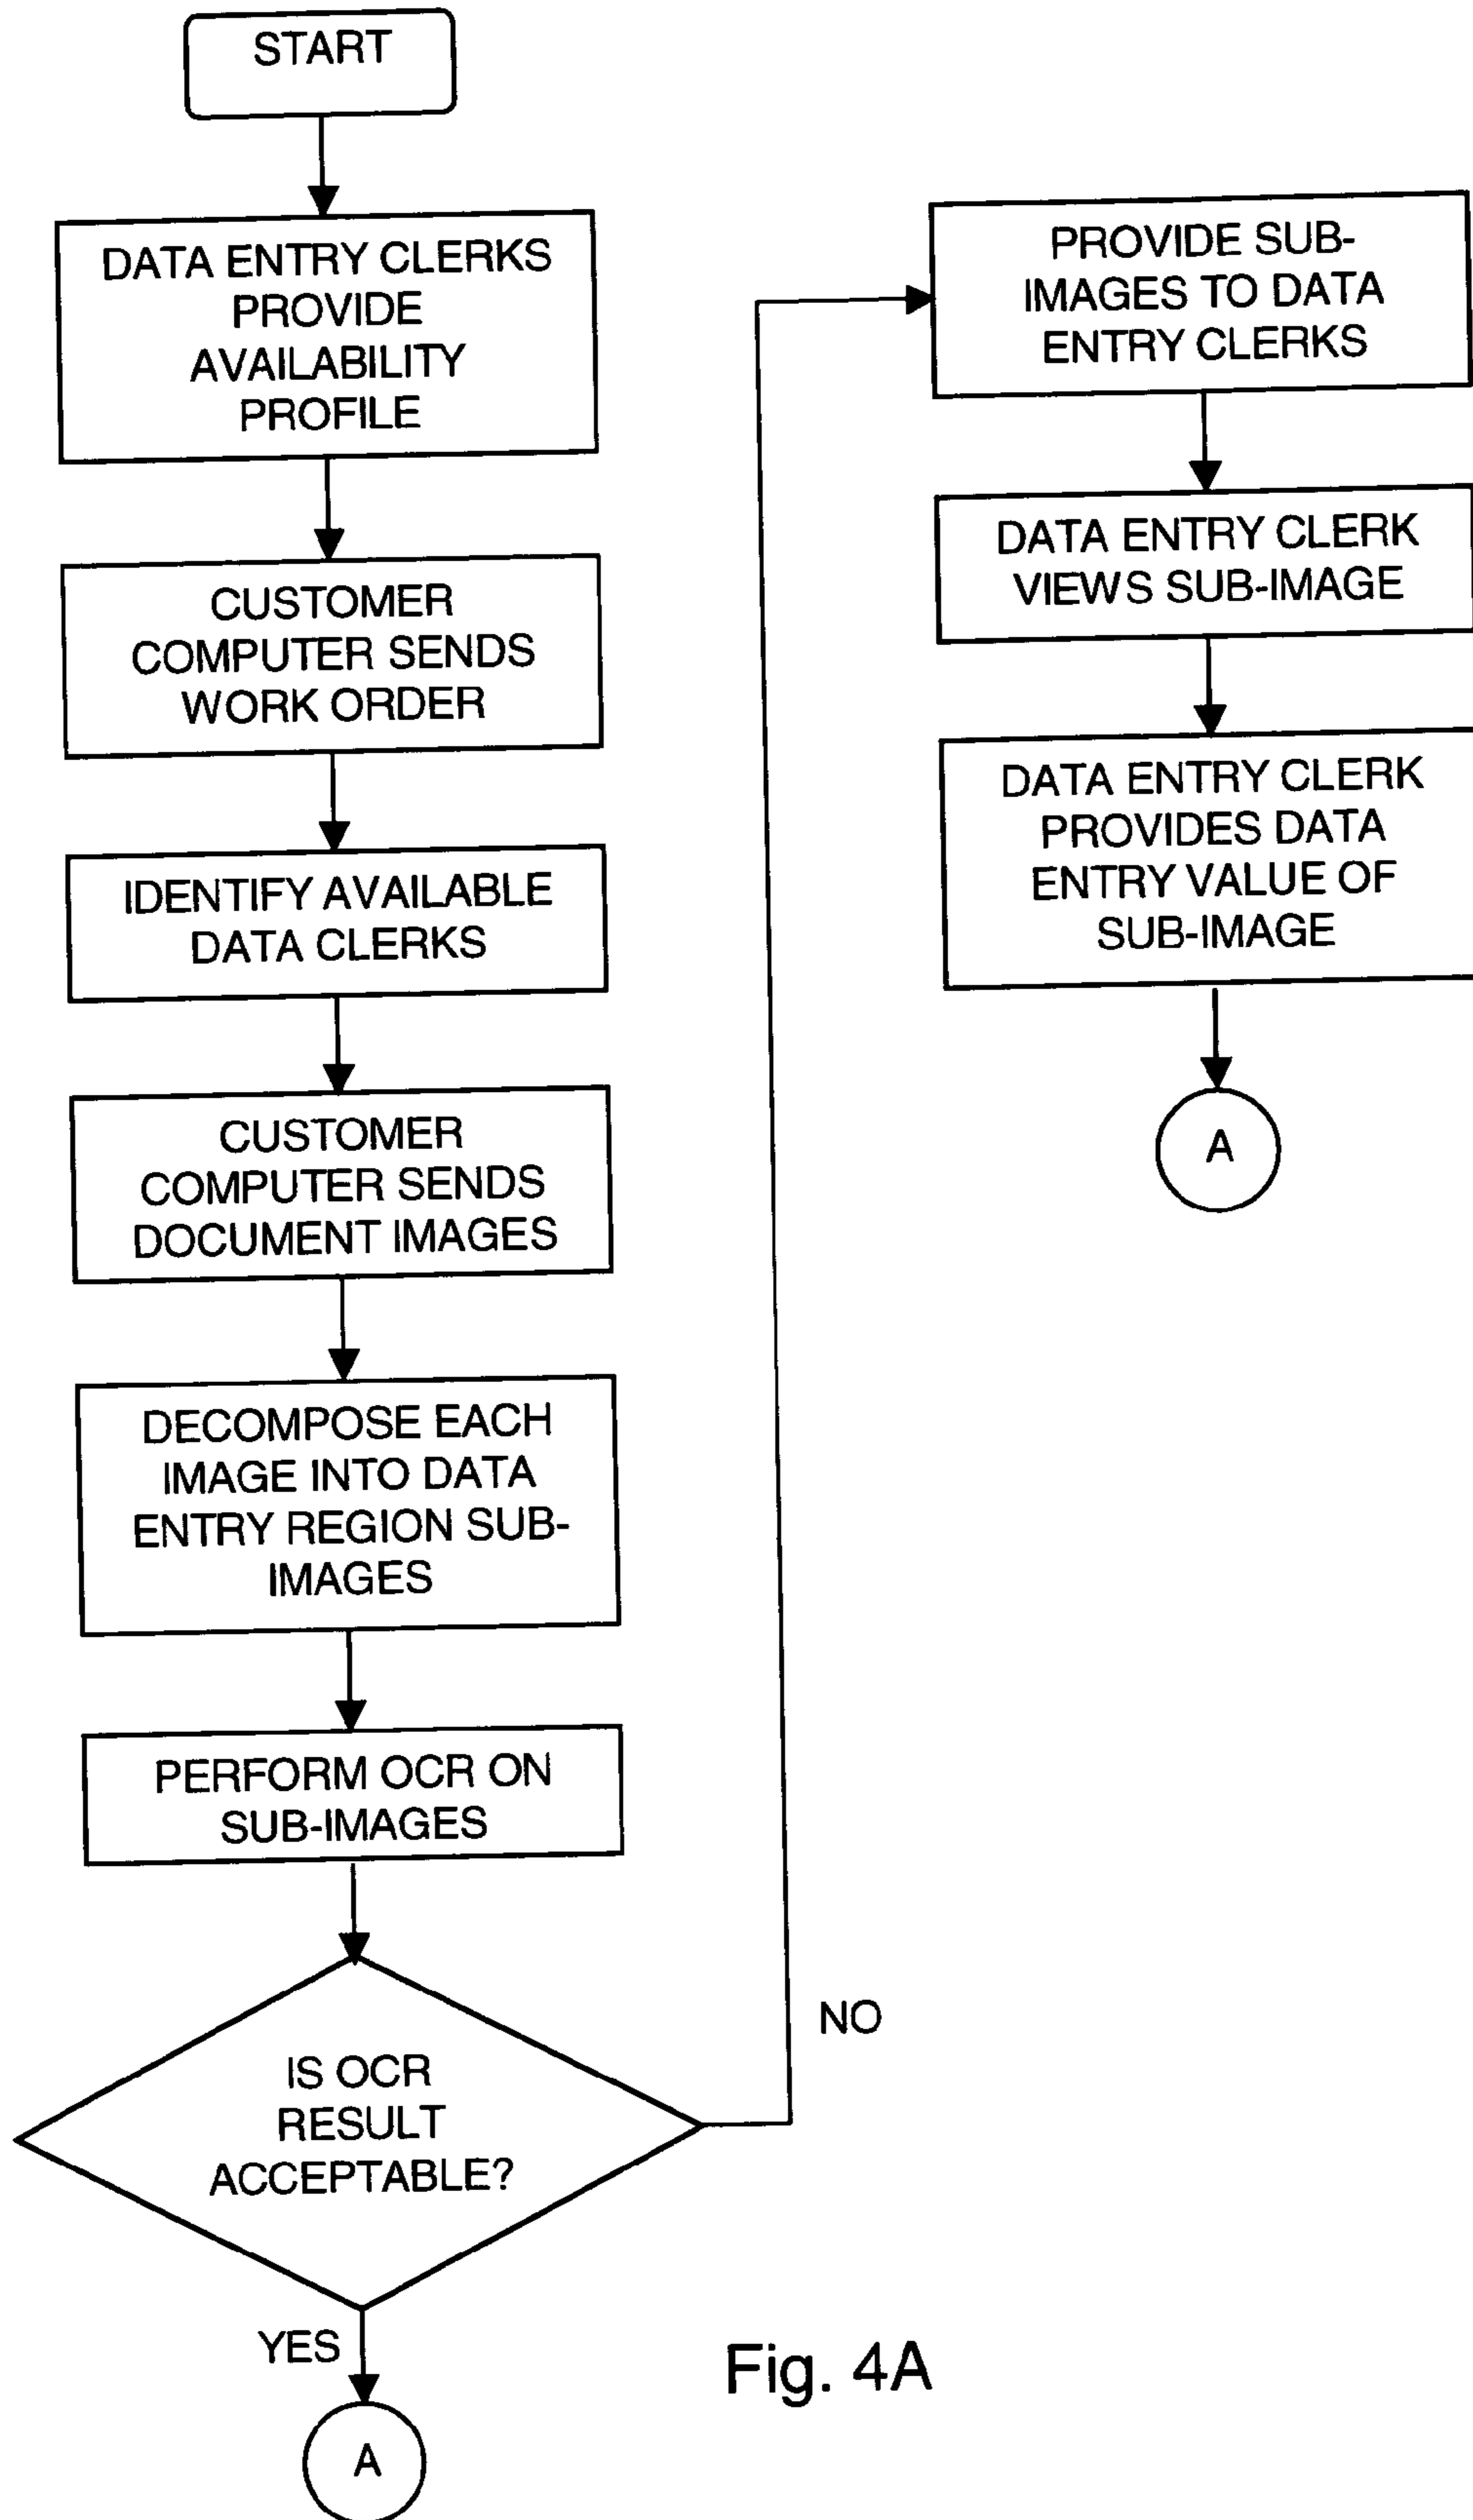 START
DATA ENTRY CLERKS
PROVIDE
AVAILABILITY
PROFILE
CUSTOMER
COMPUTER SENDS
WORK ORDER
IDENTIFY AVAILABLE
DATA CLERKS
CUSTOMER
COMPUTER SENDS
DOCUMENT IMAGES
DECOMPOSE EACH
IMAGE INTO DATA
ENTRY REGION SUB-
IMAGES
PERFORM OCR ON
SUB-IMAGES
IS OCR
RESULT
ACCEPTABLE?
YES
A
NO
PROVIDE SUB-
IMAGES TO DATA
ENTRY CLERKS
DATA ENTRY CLERK
VIEWS SUB-IMAGE
DATA ENTRY CLERK
PROVIDES DATA
ENTRY VALUE OF
SUB-IMAGE
A
Fig. 4A